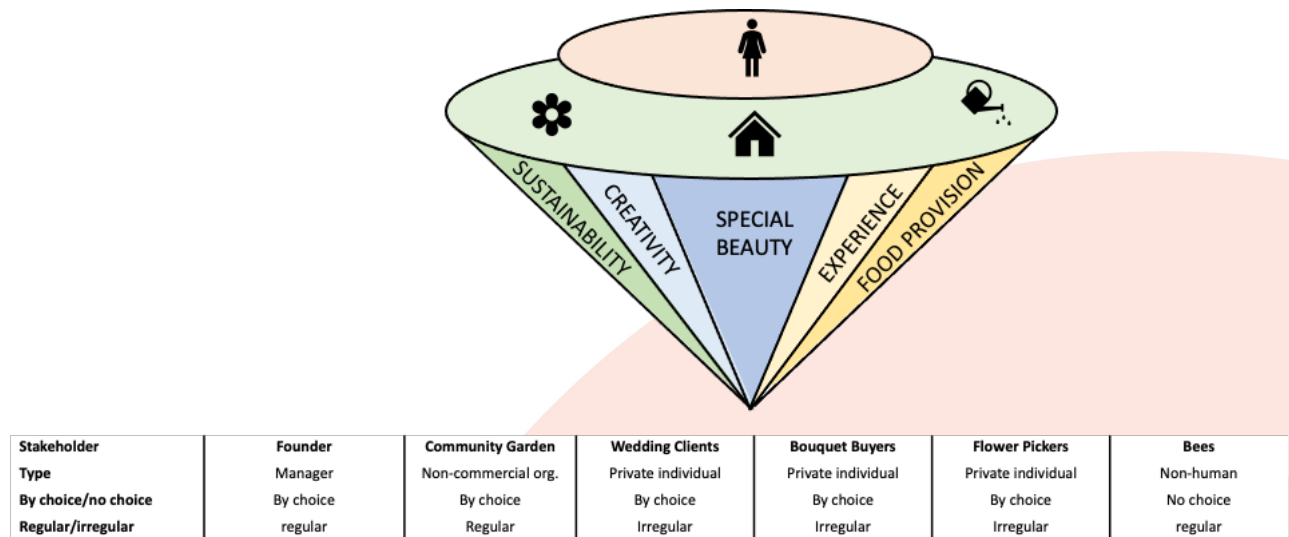 SUSTAINABILITY
CREATIVITY
SPECIAL
BEAUTY
EXPERIENCE
FOOD PROVISION
Stakeholder Founder Community Garden Wedding Clients Bouquet Buyers Flower Pickers Bees
Type Manager Non-commercial org. Private individual Private individual Private individual Non-human
By choice/no choice By choice By choice By choice By choice By choice No choice
Regular/irregular regular Regular Irregular Irregular Irregular regular